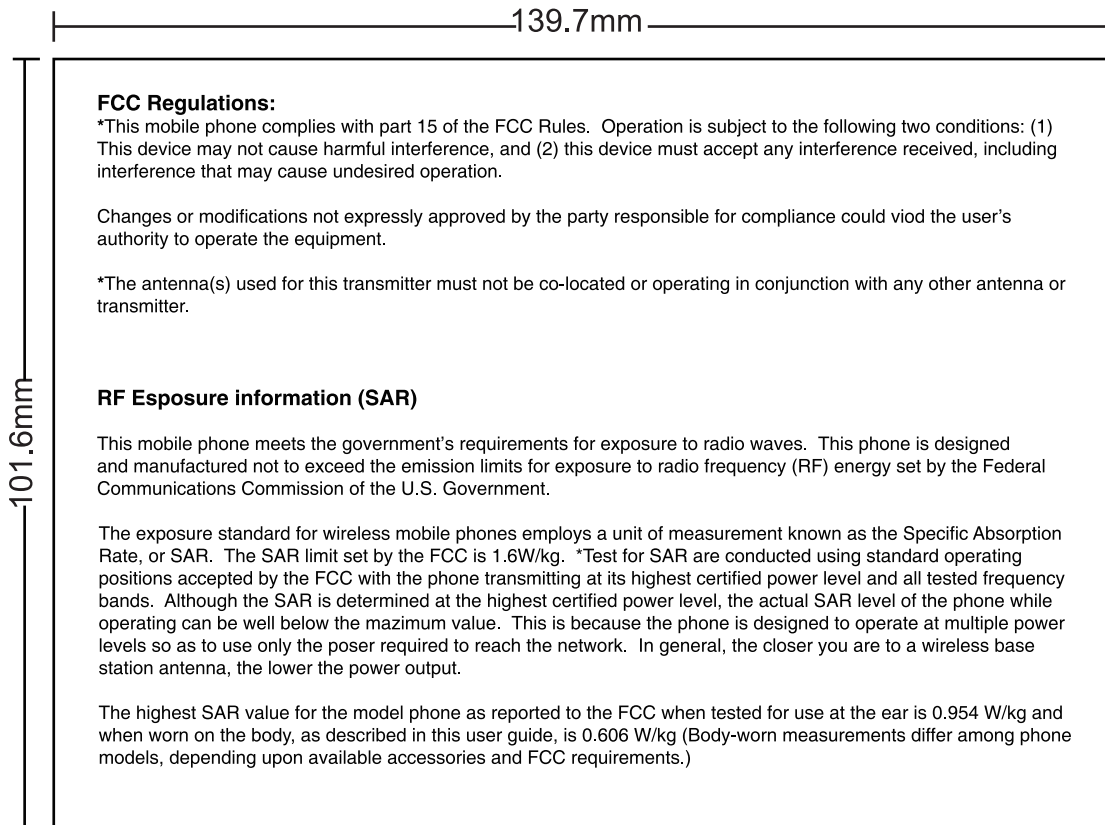 139.7mm
101.6mm
FCC Regulations:
*This mobile phone complies with part 15 of the FCC Rules.  Operation is subject to the following two conditions: (1)
This device may not cause harmful interference, and (2) this device must accept any interference received, including
interference that may cause undesired operation.
Changes or modifications not expressly approved by the party responsible for compliance could viod the user’s
authority to operate the equipment.
*The antenna(s) used for this transmitter must not be co-located or operating in conjunction with any other antenna or
transmitter.
RF Esposure information (SAR)
This mobile phone meets the government’s requirements for exposure to radio waves.  This phone is designed
and manufactured not to exceed the emission limits for exposure to radio frequency (RF) energy set by the Federal
Communications Commission of the U.S. Government.
The exposure standard for wireless mobile phones employs a unit of measurement known as the Specific Absorption
Rate, or SAR.  The SAR limit set by the FCC is 1.6W/kg.  *Test for SAR are conducted using standard operating
positions accepted by the FCC with the phone transmitting at its highest certified power level and all tested frequency
bands.  Although the SAR is determined at the highest certified power level, the actual SAR level of the phone while
operating can be well below the mazimum value.  This is because the phone is designed to operate at multiple power
levels so as to use only the poser required to reach the network.  In general, the closer you are to a wireless base
station antenna, the lower the power output.
The highest SAR value for the model phone as reported to the FCC when tested for use at the ear is 0.954 W/kg and
when worn on the body, as described in this user guide, is 0.606 W/kg (Body-worn measurements differ among phone
models, depending upon available accessories and FCC requirements.)